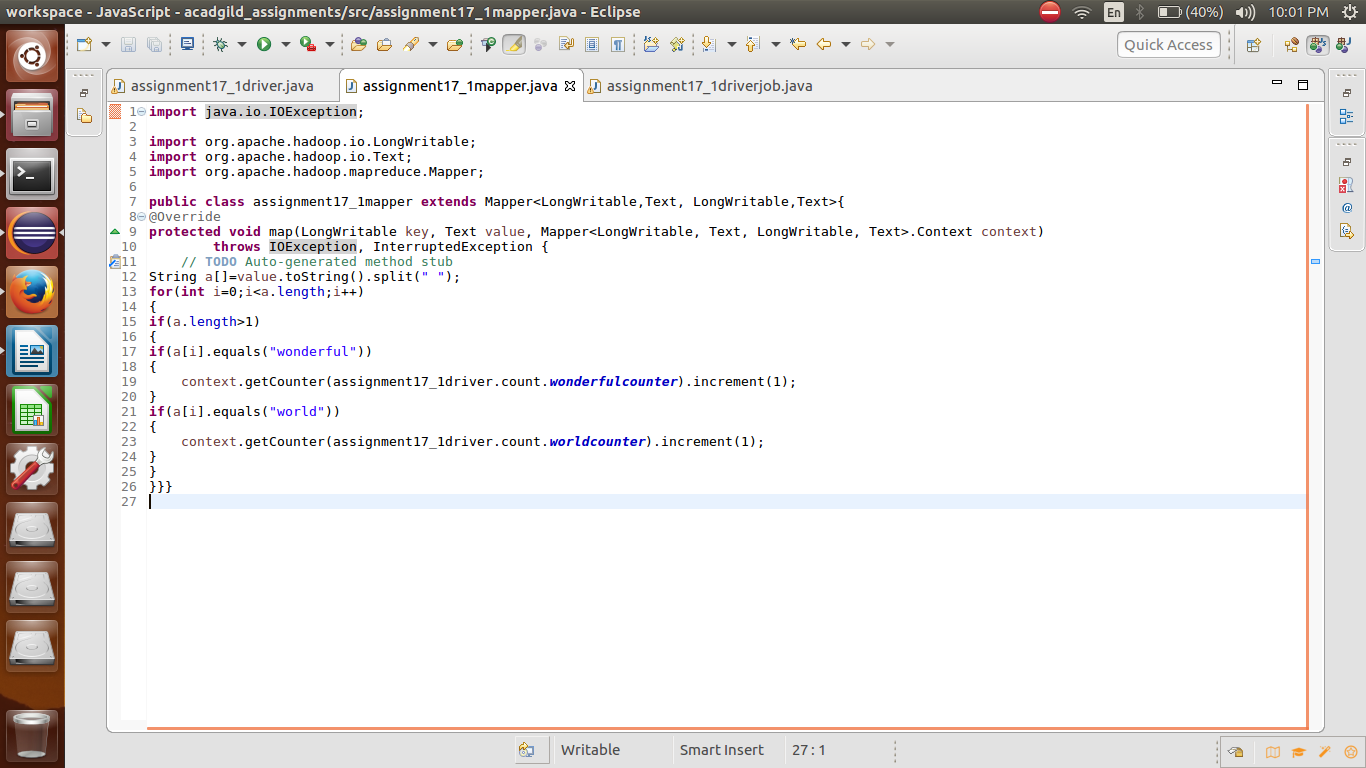 workspace - JavaScript - acadgild_assignments/src/assignment17_1mapper.java - Eclipse
En (40%) 10:01 PM
Quick Access
assignment17_1driver.java assignment17_1mapper.java assignment17_1driverjob.java
1 import java.io.IOException;
2
3 import org.apache.hadoop.io.LongWritable;
4 import org.apache.hadoop.io.Text;
5 import org.apache.hadoop.mapreduce.Mapper;
6
7 public class assignment17_1mapper extends Mapper<LongWritable,Text, LongWritable,Text>{
8 @Override
9 protected void map(LongWritable key, Text value, Mapper<LongWritable, Text, LongWritable, Text>.Context context)
10         throws IOException, InterruptedException {
11     // TODO Auto-generated method stub
12 String a[]=value.toString().split(" ");
13 for(int i=0;i<a.length;i++)
14 {
15 if(a.length>1)
16 {
17 if(a[i].equals("wonderful"))
18 {
19     context.getCounter(assignment17_1driver.count.wonderfulcounter).increment(1);
20 }
21 if(a[i].equals("world"))
22 {
23     context.getCounter(assignment17_1driver.count.worldcounter).increment(1);
24 }
25 }
26 }}}
27
Writable Smart Insert 27 : 1